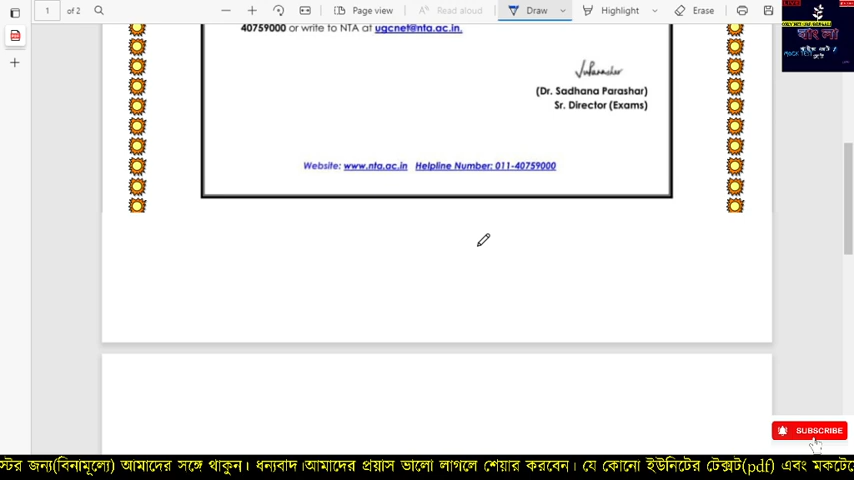 1 of 2 Page view Read aloud Draw Highlight Erase
LIVE
বাংলা
40759000 or write to NTA at ugcnet@nta.ac.in.
(Dr. Sadhana Parashar)
Sr. Director (Exams)
Website: www.nta.ac.in Helpline Number: 011-40759000
SUBSCRIBE
স্টের জন্য(বিনামূল্যে) আমাদের সঙ্গে থাকুন। ধন্যবাদ।আমাদের প্রয়াস ভালো লাগলে শেয়ার করবেন। যে কোনো ইউনিটের টেক্সট(pdf) এবং মকটে